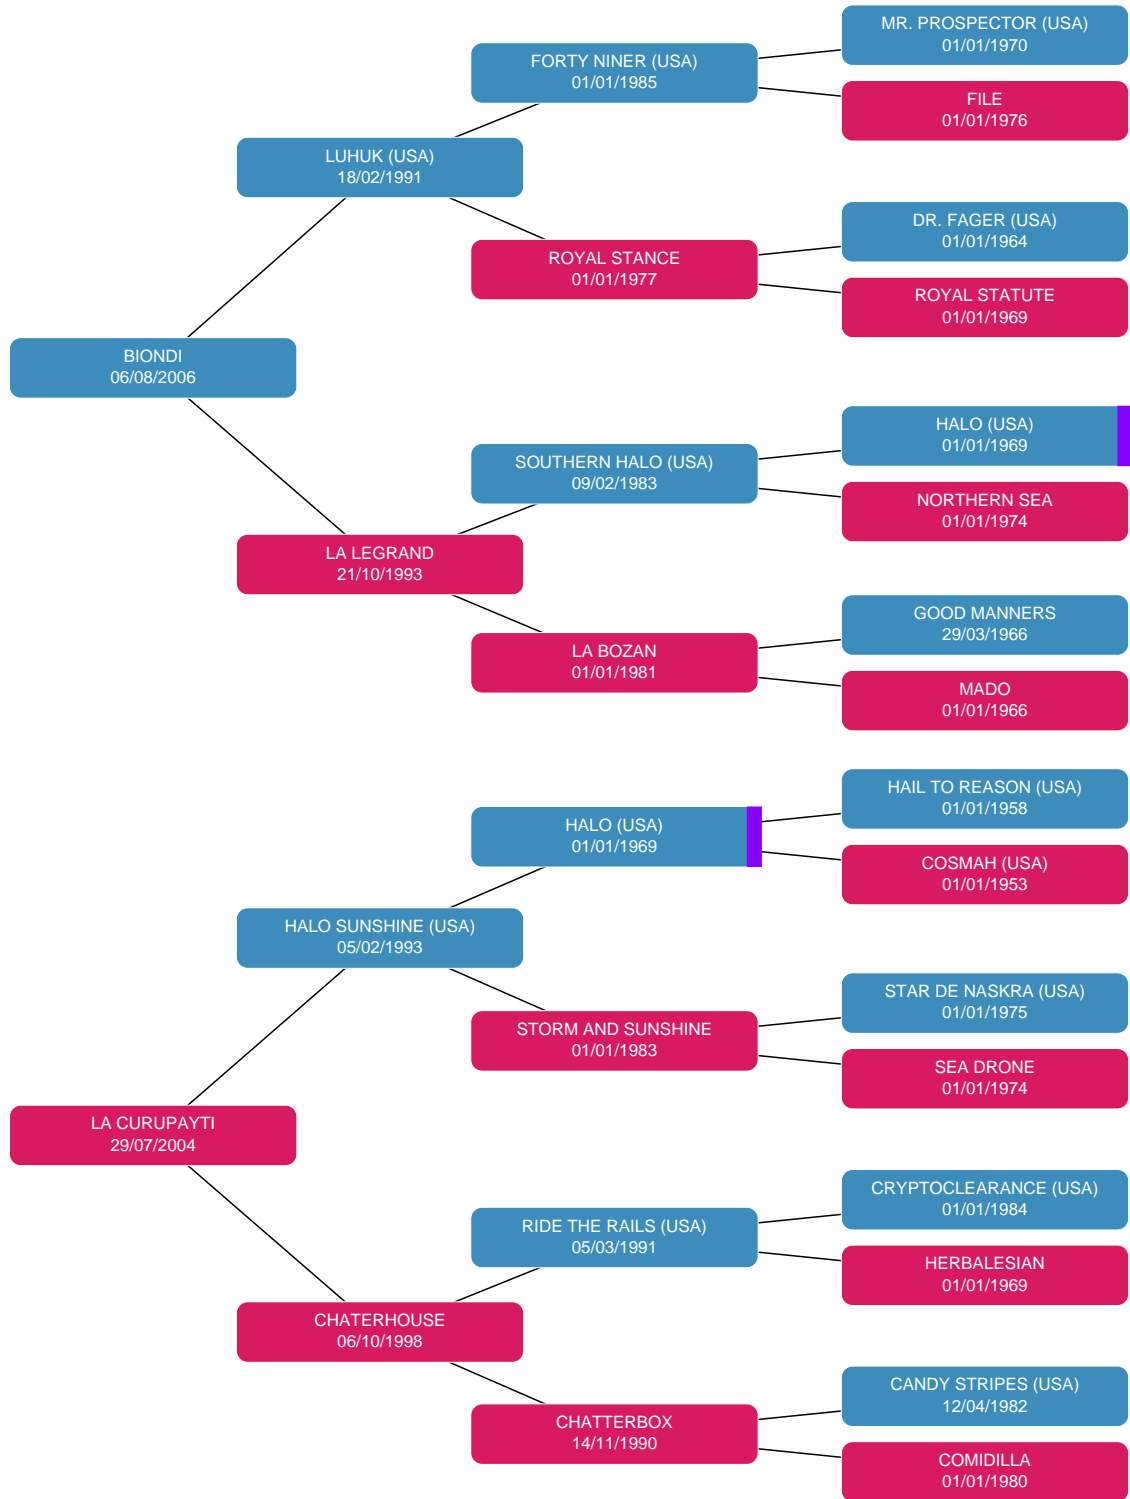 MR. PROSPECTOR (USA)
01/01/1970
FORTY NINER (USA)
01/01/1985
FILE
01/01/1976
LUHUK (USA)
18/02/1991
DR. FAGER (USA)
01/01/1964
ROYAL STANCE
01/01/1977
ROYAL STATUTE
01/01/1969
BIONDI
06/08/2006
HALO (USA)
01/01/1969
SOUTHERN HALO (USA)
09/02/1983
NORTHERN SEA
01/01/1974
LA LEGRAND
21/10/1993
GOOD MANNERS
29/03/1966
LA BOZAN
01/01/1981
MADO
01/01/1966
HAIL TO REASON (USA)
01/01/1958
HALO (USA)
01/01/1969
COSMAH (USA)
01/01/1953
HALO SUNSHINE (USA)
05/02/1993
STAR DE NASKRA (USA)
01/01/1975
STORM AND SUNSHINE
01/01/1983
SEA DRONE
01/01/1974
LA CURUPAYTI
29/07/2004
CRYPTOCLEARANCE (USA)
01/01/1984
RIDE THE RAILS (USA)
05/03/1991
HERBALESIAN
01/01/1969
CHATERHOUSE
06/10/1998
CANDY STRIPES (USA)
12/04/1982
CHATTERBOX
14/11/1990
COMIDILLA
01/01/1980